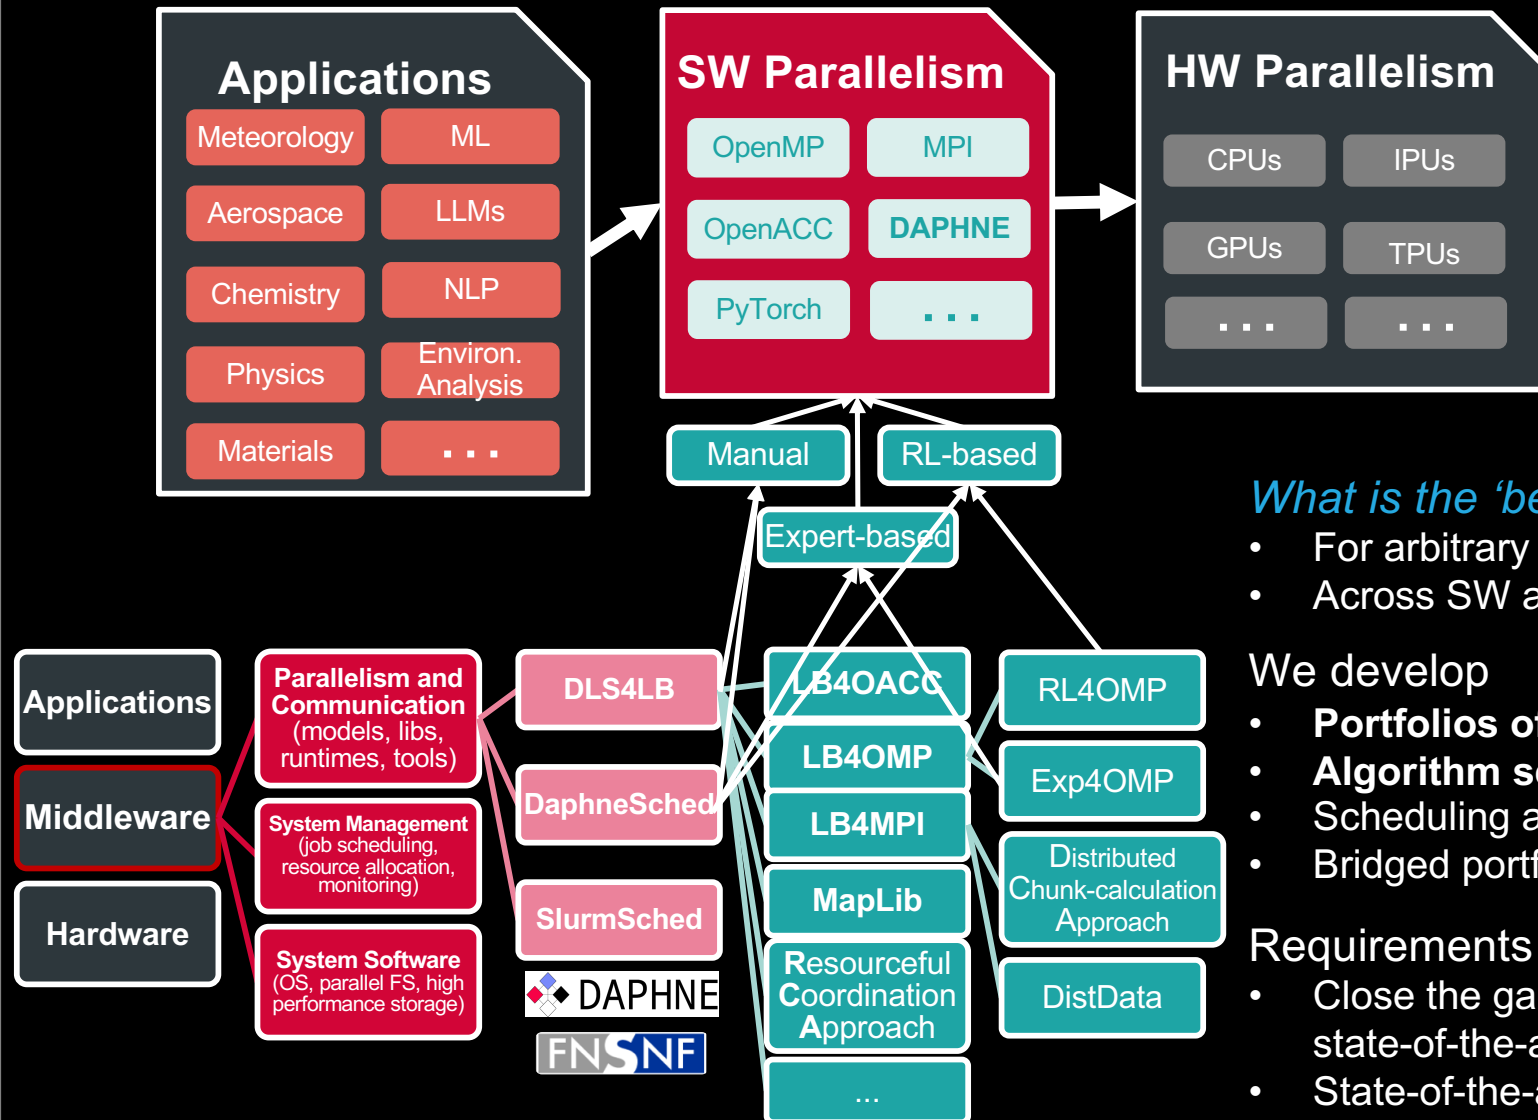 Applications
Meteorology
ML
Aerospace
LLMs
Chemistry
NLP
Physics
Environ.
Analysis
Materials
. . .
SW Parallelism
OpenMP
MPI
OpenACC
DAPHNE
PyTorch
. . .
HW Parallelism
CPUs
IPUs
GPUs
TPUs
. . .
. . .
Manual
RL-based
Expert-based
Applications
Middleware
Hardware
Parallelism and
Communication
(models, libs,
runtimes, tools)
System Management
(job scheduling,
resource allocation,
monitoring)
System Software
(OS, parallel FS, high
performance storage)
DLS4LB
DaphneSched
SlurmSched
DAPHNE
FNSNF
LB4OACC
LB4OMP
LB4MPI
MapLib
Resourceful
Coordination
Approach
...
RL4OMP
Exp4OMP
Distributed
Chunk-calculation
Approach
DistData
What is the ‘be
• For arbitrary
• Across SW a
We develop
• Portfolios of
• Algorithm se
• Scheduling a
• Bridged portf
Requirements
• Close the ga
state-of-the-a
• State-of-the-a